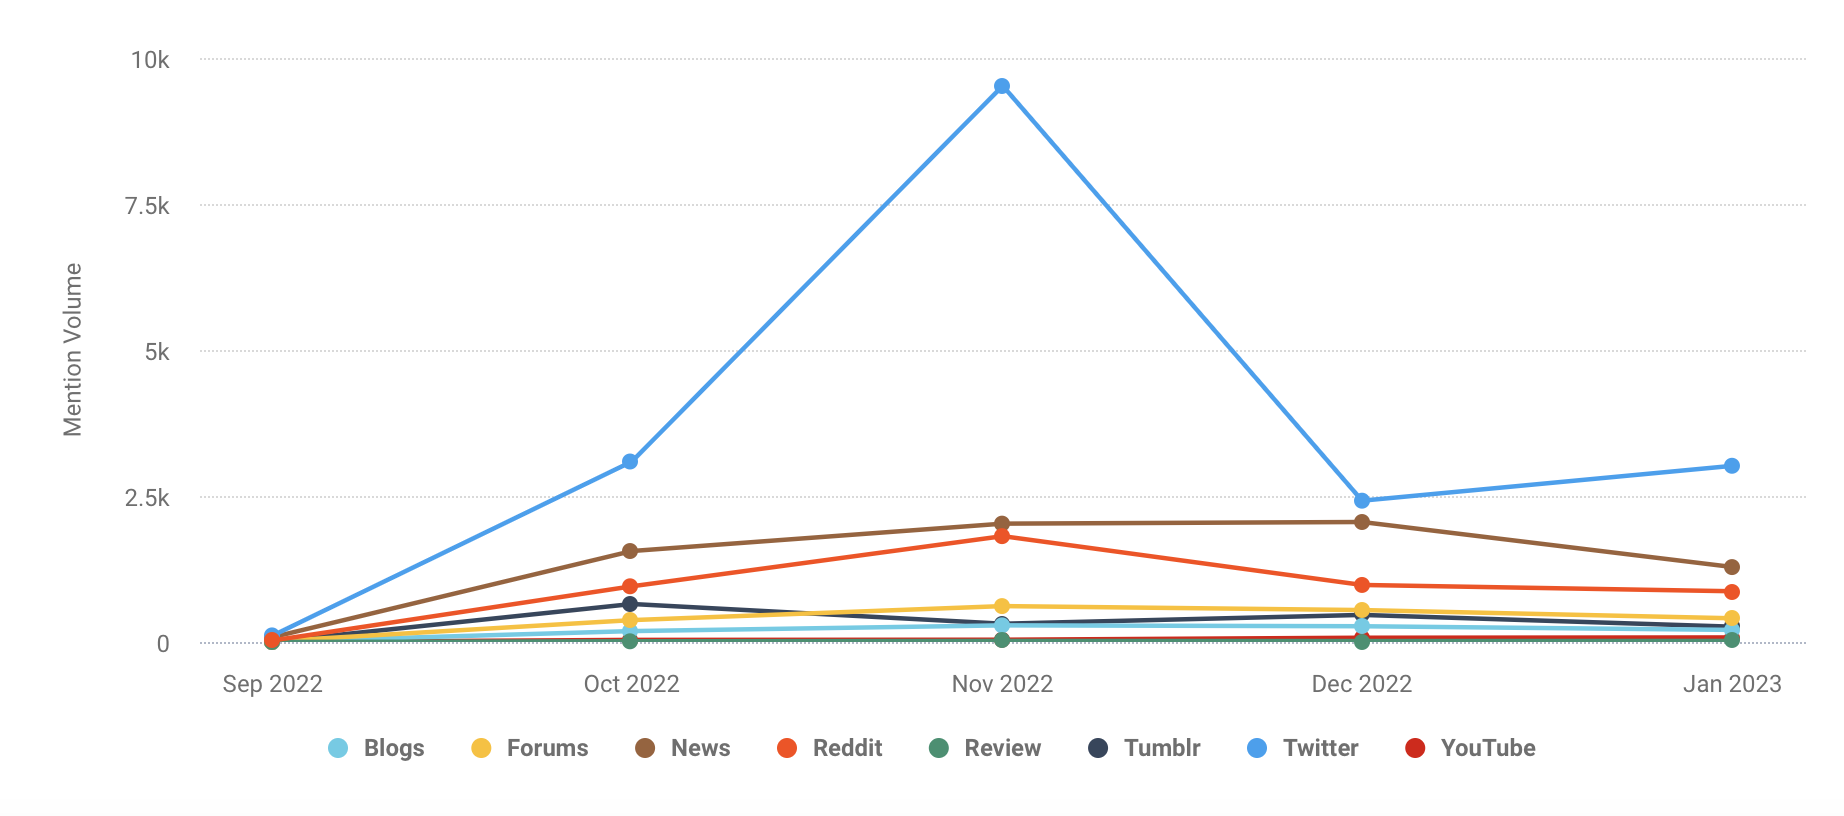 10k
7.5k
5k
2.5k
0
Mention Volume
Sep 2022 Oct 2022 Nov 2022 Dec 2022 Jan 2023
Blogs Forums News Reddit Review Tumblr Twitter YouTube